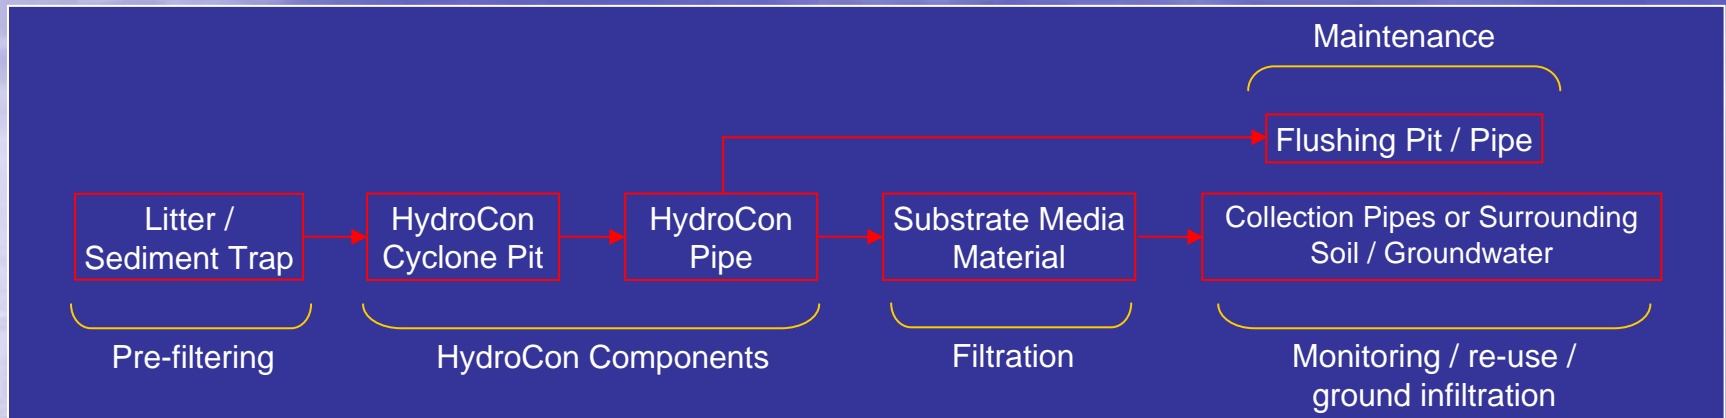 Maintenance
Flushing Pit / Pipe
Litter /
Sediment Trap
HydroCon
Cyclone Pit
HydroCon
Pipe
Substrate Media
Material
Collection Pipes or Surrounding
Soil / Groundwater
Pre-filtering
HydroCon Components
Filtration
Monitoring / re-use /
ground infiltration